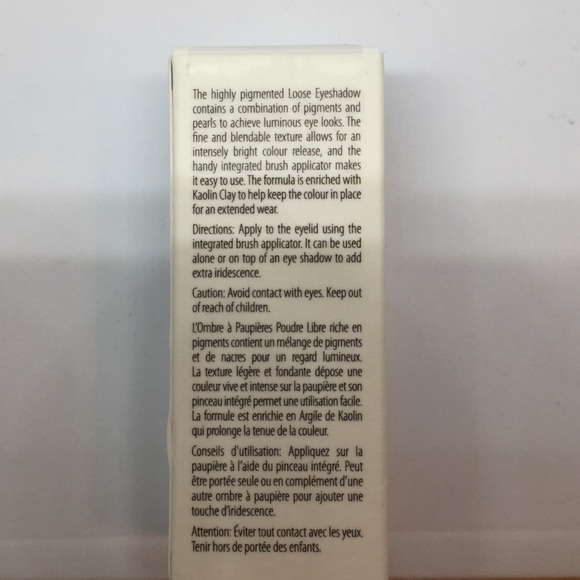 The highly pigmented Loose Eyeshadow
contains a combination of pigments and
pearls to achieve luminous eye looks. The
fine and blendable texture allows for an
intensely bright colour release, and the
handy integrated brush applicator makes
it easy to use. The formula is enriched with
Kaolin Clay to help keep the colour in place
for an extended wear.
Directions: Apply to the eyelid using the
integrated brush applicator. It can be used
alone or on top of an eye shadow to add
extra iridescence.
Caution: Avoid contact with eyes. Keep out
of reach of children.
L'Ombre à Paupières Poudre Libre riche en
pigments contient un mélange de pigments
et de nacres pour un regard lumineux.
La texture légère et fondante dépose une
couleur vive et intense sur la paupière et son
pinceau intégré permet une utilisation facile.
La formule est enrichie en Argile de Kaolin
qui prolonge la tenue de la couleur.
Conseils d'utilisation: Appliquez sur la
paupière à l'aide du pinceau intégré. Peut
être portée seule ou en complément d'une
autre ombre à paupière pour ajouter une
touche d'iridescence.
Attention: Éviter tout contact avec les yeux.
Tenir hors de portée des enfants.